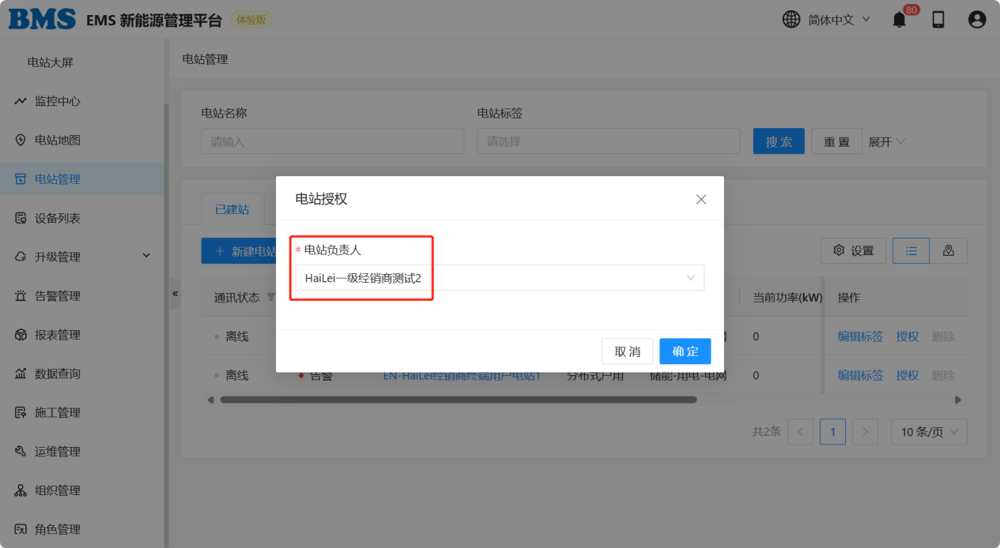 BMS EMS 新能源管理平台 体验版
简体中文
80
电站大屏
监控中心
电站地图
电站管理
设备列表
升级管理
告警管理
报表管理
数据查询
施工管理
运维管理
组织管理
角色管理
电站管理
电站名称
电站标签
请输入
请选择
搜 索
重 置
展开
已建站
新建电站
设置
«
通讯状态
当前功率(kW)
操作
离线
0
编辑标签 授权 删除
离线
告警
EN-HaiLei经销商终端用户电站1
分布式户用
储能-用电-电网
0
编辑标签 授权 删除
共2条
1
10 条/页
电站授权
* 电站负责人
HaiLei一级经销商测试2
取 消
确 定